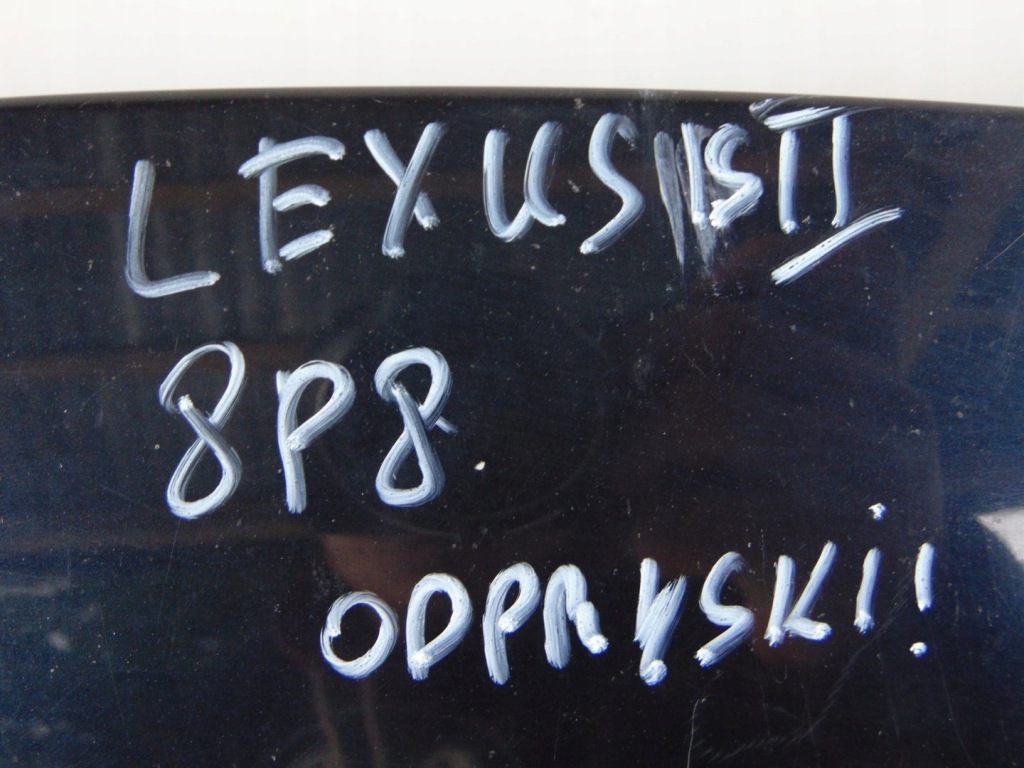 LEXUS IS II
8P8
ODPRYSKi!